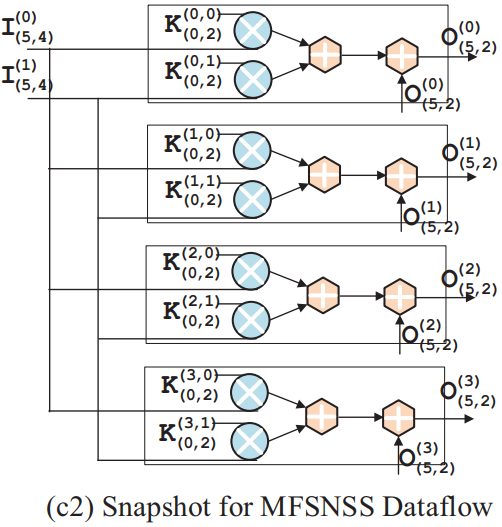 I(0)(5,4)
K(0,0)(0,2)
O(0)(5,2)
I(1)(5,4)
K(0,1)(0,2)
O(0)(5,2)
K(1,0)(0,2)
O(1)(5,2)
K(1,1)(0,2)
O(1)(5,2)
K(2,0)(0,2)
O(2)(5,2)
K(2,1)(0,2)
O(2)(5,2)
K(3,0)(0,2)
O(3)(5,2)
K(3,1)(0,2)
O(3)(5,2)
(c2) Snapshot for MFSNSS Dataflow